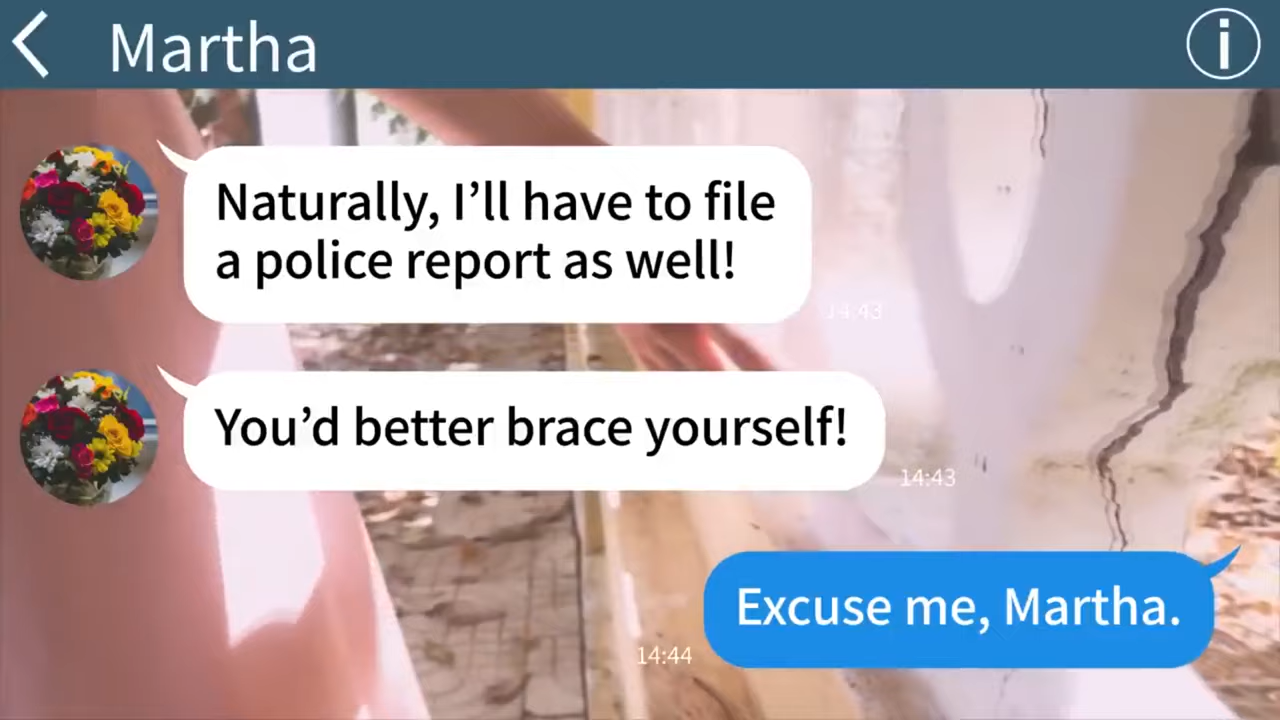 Martha
Naturally, I’ll have to file
a police report as well!
14:43
You’d better brace yourself!
14:43
Excuse me, Martha.
14:44